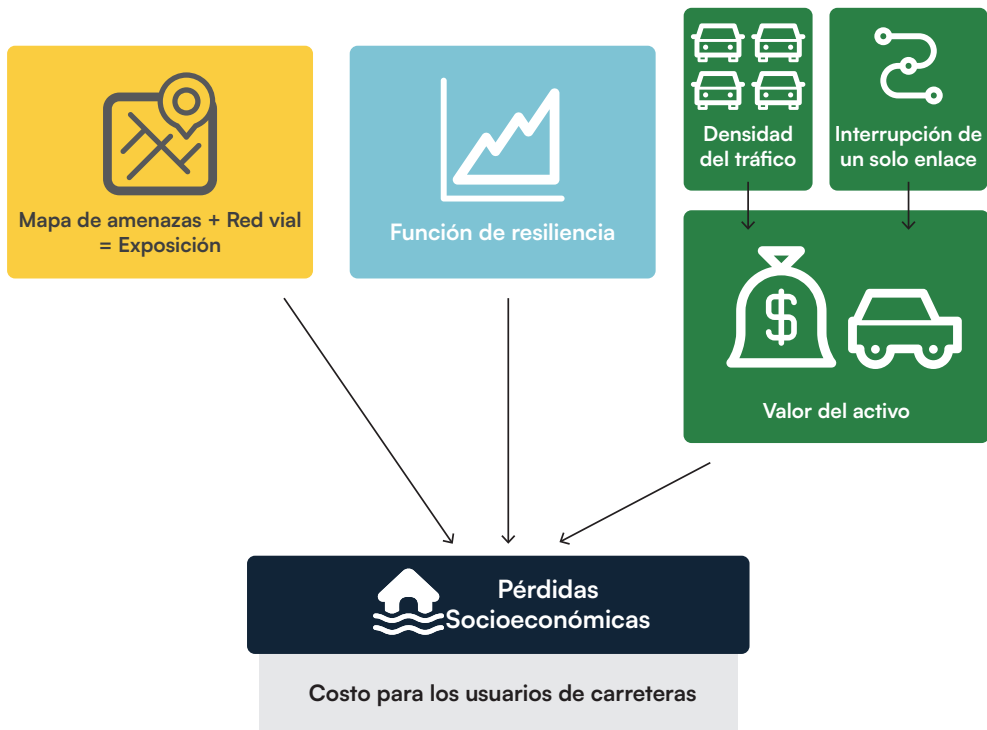 Mapa de amenazas + Red vial
= Exposición
Función de resiliencia
Densidad
del tráfico
Interrupción de
un solo enlace
$
Valor del activo
Pérdidas
Socioeconómicas
Costo para los usuarios de carreteras